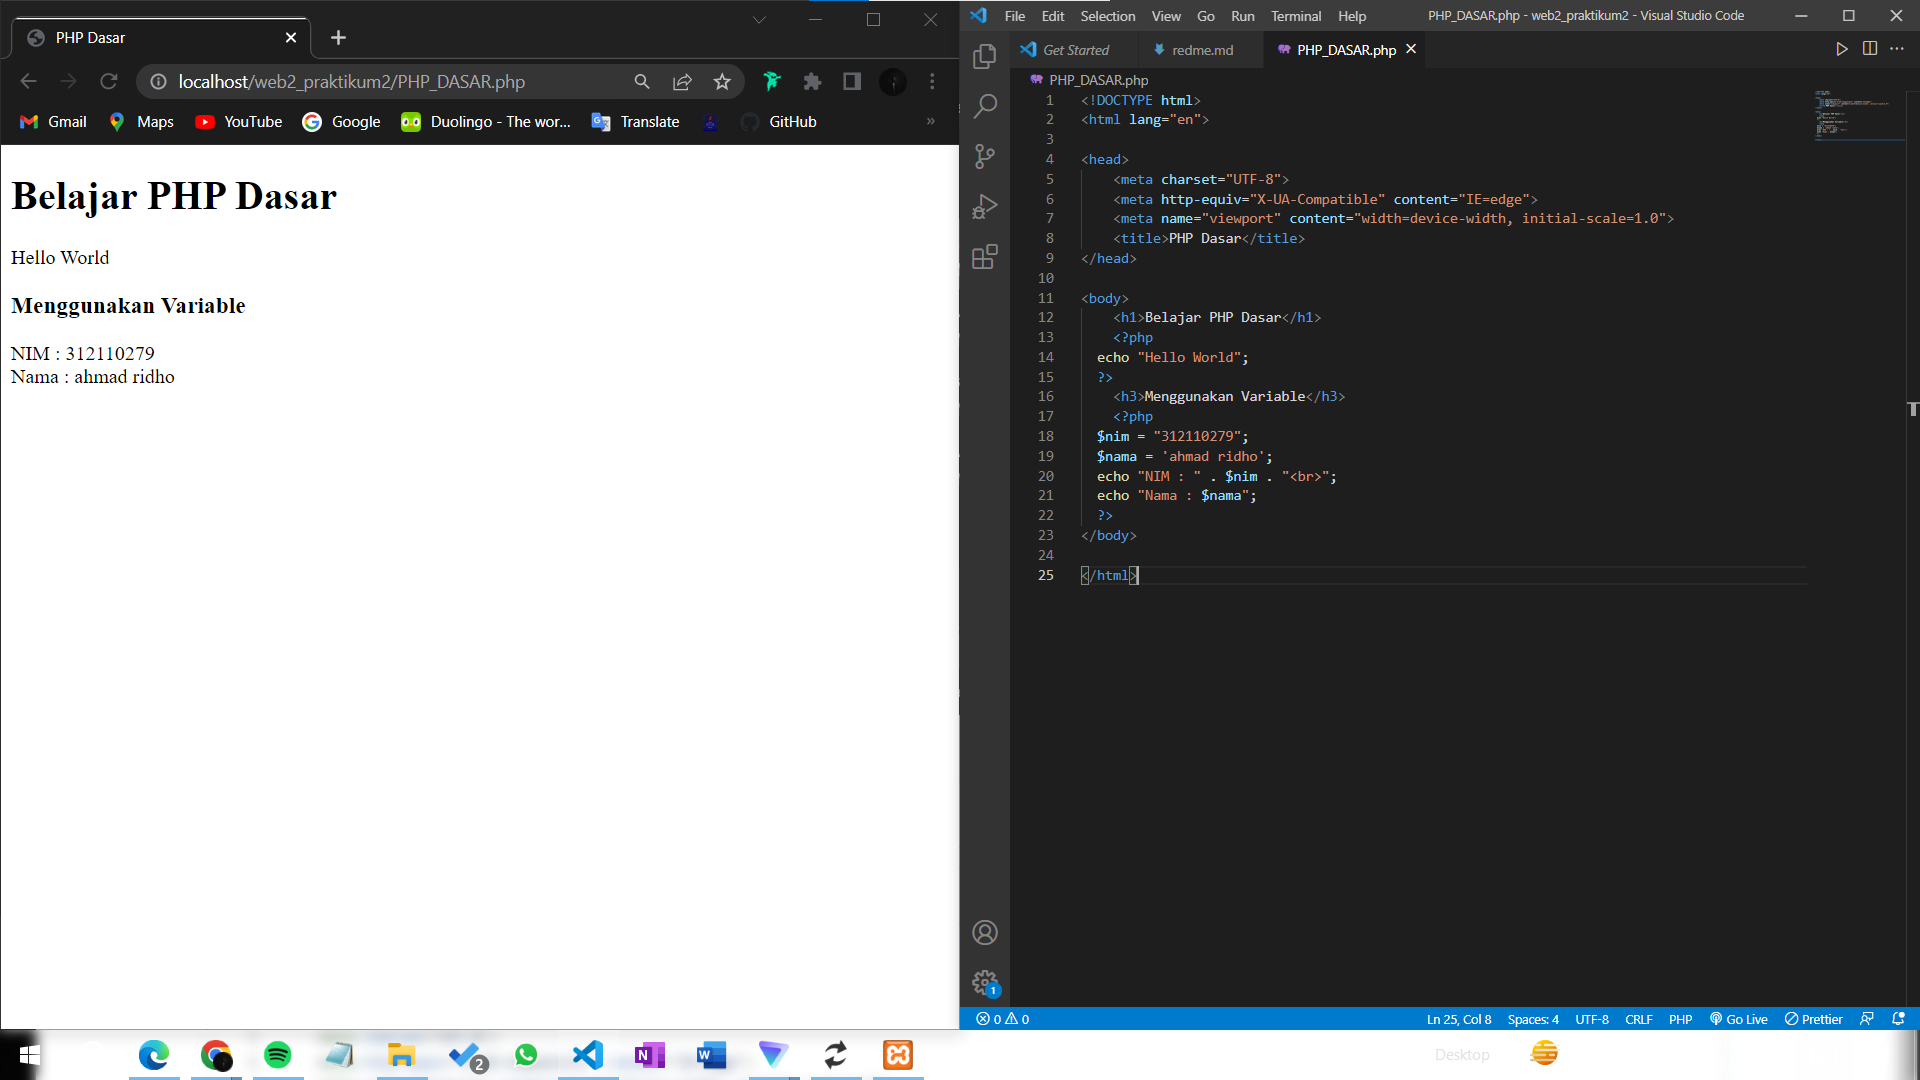 PHP Dasar
localhost/web2_praktikum2/PHP_DASAR.php
Gmail Maps YouTube Google Duolingo - The wor... Translate GitHub »
Belajar PHP Dasar
Hello World
Menggunakan Variable
NIM : 312110279
Nama : ahmad ridho
File Edit Selection View Go Run Terminal Help PHP_DASAR.php - web2_praktikum2 - Visual Studio Code
Get Started redme.md PHP_DASAR.php
PHP_DASAR.php
1 <!DOCTYPE html>
2 <html lang="en">
3
4 <head>
5 <meta charset="UTF-8">
6 <meta http-equiv="X-UA-Compatible" content="IE=edge">
7 <meta name="viewport" content="width=device-width, initial-scale=1.0">
8 <title>PHP Dasar</title>
9 </head>
10
11 <body>
12 <h1>Belajar PHP Dasar</h1>
13 <?php
14 echo "Hello World";
15 ?>
16 <h3>Menggunakan Variable</h3>
17 <?php
18 $nim = "312110279";
19 $nama = 'ahmad ridho';
20 echo "NIM : " . $nim . "<br>";
21 echo "Nama : $nama";
22 ?>
23 </body>
24
25 </html>
1
0 0 Ln 25, Col 8 Spaces: 4 UTF-8 CRLF PHP Go Live Prettier
2 N W Desktop